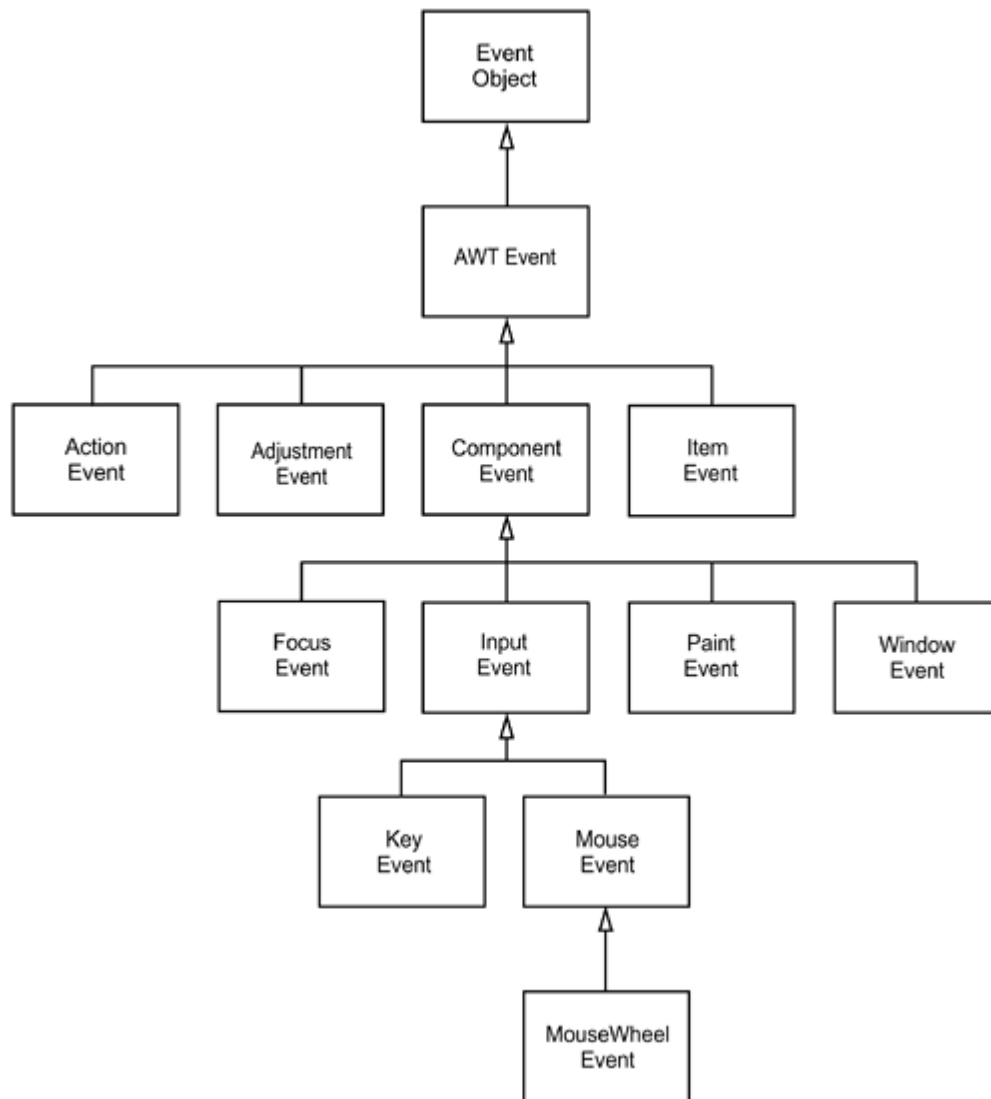 Event
Object
AWT Event
Action
Event
Adjustment
Event
Component
Event
Item
Event
Focus
Event
Input
Event
Paint
Event
Window
Event
Key
Event
Mouse
Event
MouseWheel
Event